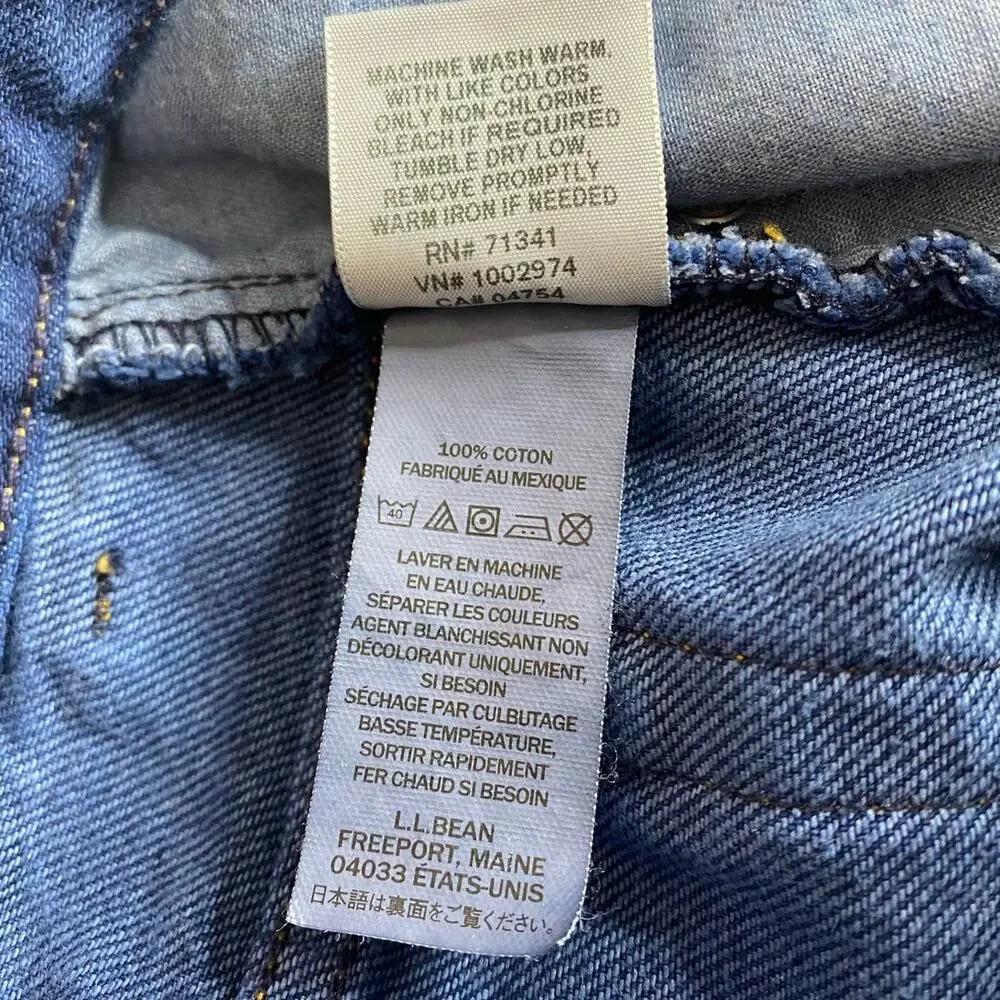 MACHINE WASH WARM,
WITH LIKE COLORS
ONLY NON-CHLORINE
BLEACH IF REQUIRED
TUMBLE DRY LOW,
REMOVE PROMPTLY
WARM IRON IF NEEDED
RN# 71341
VN# 1002974
CA# 04754
100% COTON
FABRIQUÉ AU MEXIQUE
40
LAVER EN MACHINE
EN EAU CHAUDE,
SÉPARER LES COULEURS
AGENT BLANCHISSANT NON
DÉCOLORANT UNIQUEMENT,
SI BESOIN
SÉCHAGE PAR CULBUTAGE
BASSE TEMPÉRATURE,
SORTIR RAPIDEMENT
FER CHAUD SI BESOIN
L.L.BEAN
FREEPORT, MAINE
04033 ÉTATS-UNIS
日本語は裏面をご覧ください。